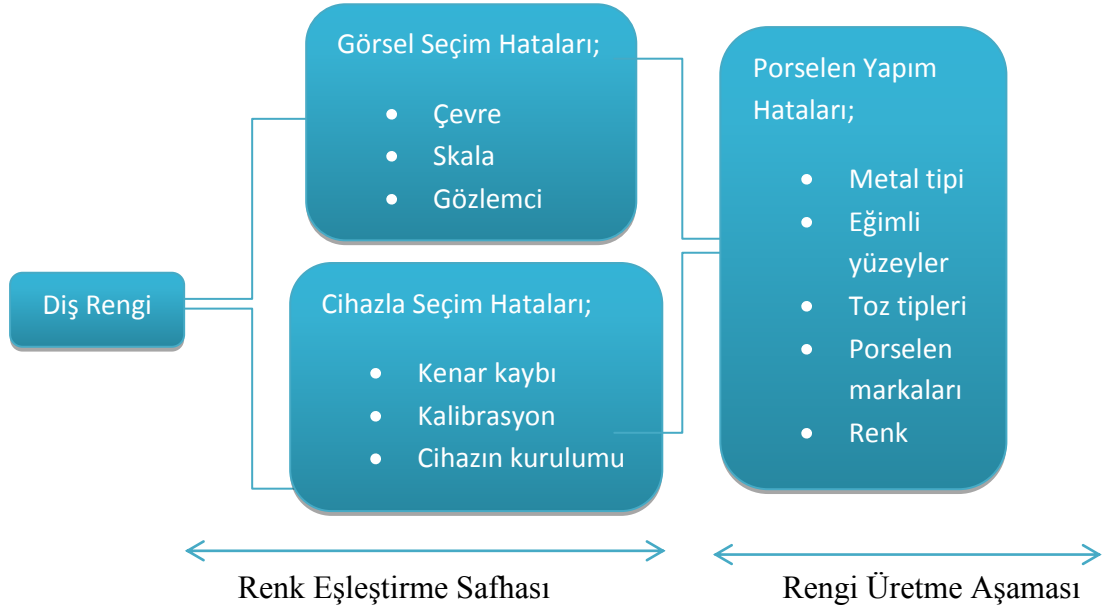 Diş Rengi
Görsel Seçim Hataları;
• Çevre
• Skala
• Gözlemci
Cihazla Seçim Hataları;
• Kenar kaybı
• Kalibrasyon
• Cihazın kurulumu
Porselen Yapım
Hataları;
• Metal tipi
• Eğimli
yüzeyler
• Toz tipleri
• Porselen
markaları
• Renk
Renk Eşleştirme Safhası
Rengi Üretme Aşaması